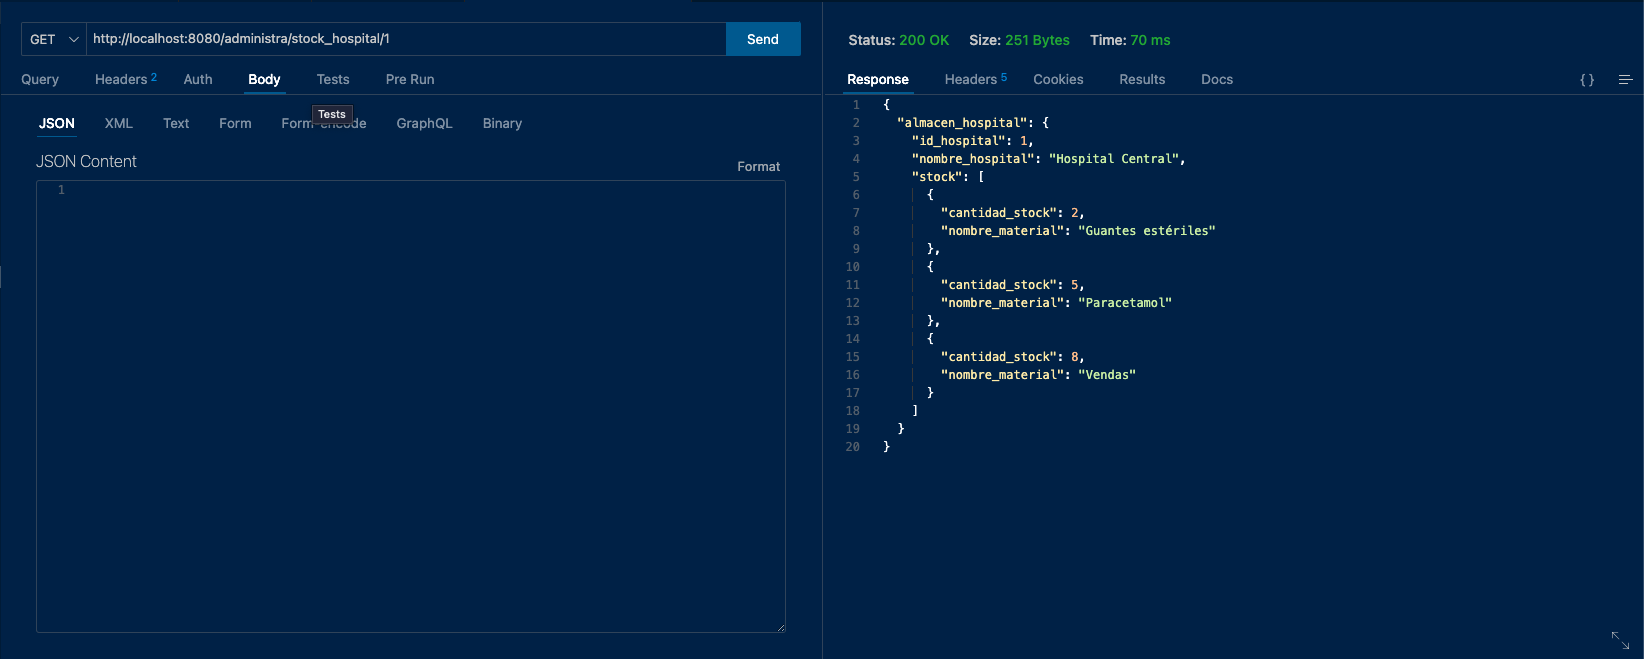 GET http://localhost:8080/administra/stock_hospital/1 Send
Query Headers 2 Auth Body Tests Pre Run
Tests
JSON XML Text Form Form-encode GraphQL Binary
JSON Content
Format
1
Status: 200 OK Size: 251 Bytes Time: 70 ms
Response Headers 5 Cookies Results Docs {}
1 {
2 "almacen_hospital": {
3 "id_hospital": 1,
4 "nombre_hospital": "Hospital Central",
5 "stock": [
6 {
7 "cantidad_stock": 2,
8 "nombre_material": "Guantes estériles"
9 },
10 {
11 "cantidad_stock": 5,
12 "nombre_material": "Paracetamol"
13 },
14 {
15 "cantidad_stock": 8,
16 "nombre_material": "Vendas"
17 }
18 ]
19 }
20 }